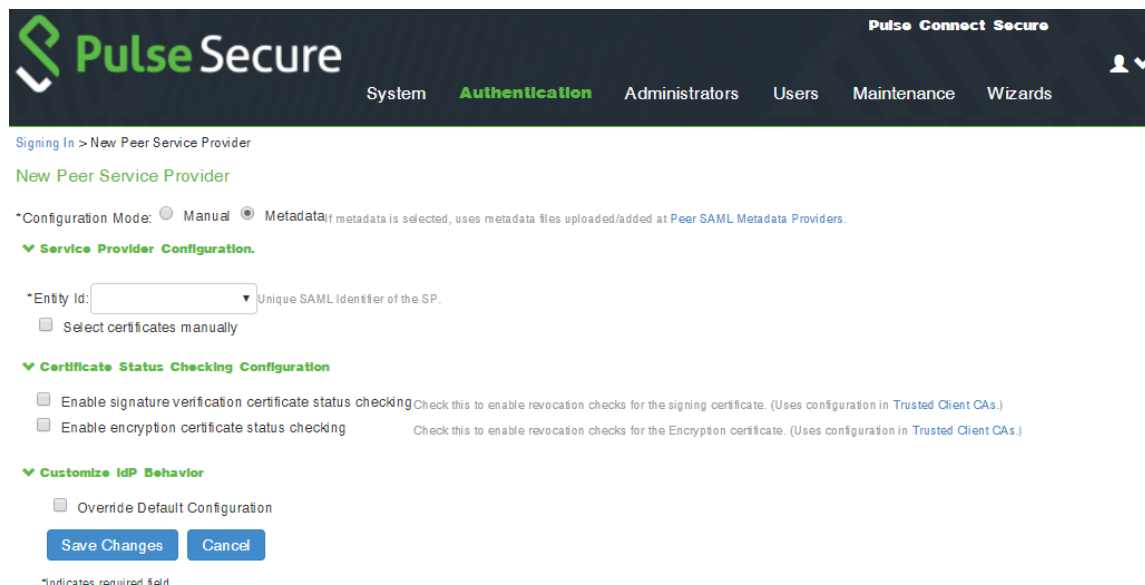 Pulse Connect Secure
Pulse Secure
System Authentication Administrators Users Maintenance Wizards
Signing In > New Peer Service Provider
New Peer Service Provider
*Configuration Mode: Manual Metadata If metadata is selected, uses metadata files uploaded/added at Peer SAML Metadata Providers.
Service Provider Configuration.
*Entity Id: Unique SAML Identifier of the SP.
Select certificates manually
Certificate Status Checking Configuration
Enable signature verification certificate status checking Check this to enable revocation checks for the signing certificate. (Uses configuration in Trusted Client CAs.)
Enable encryption certificate status checking Check this to enable revocation checks for the Encryption certificate. (Uses configuration in Trusted Client CAs.)
Customize IdP Behavior
Override Default Configuration
Save Changes Cancel
*indicates required field